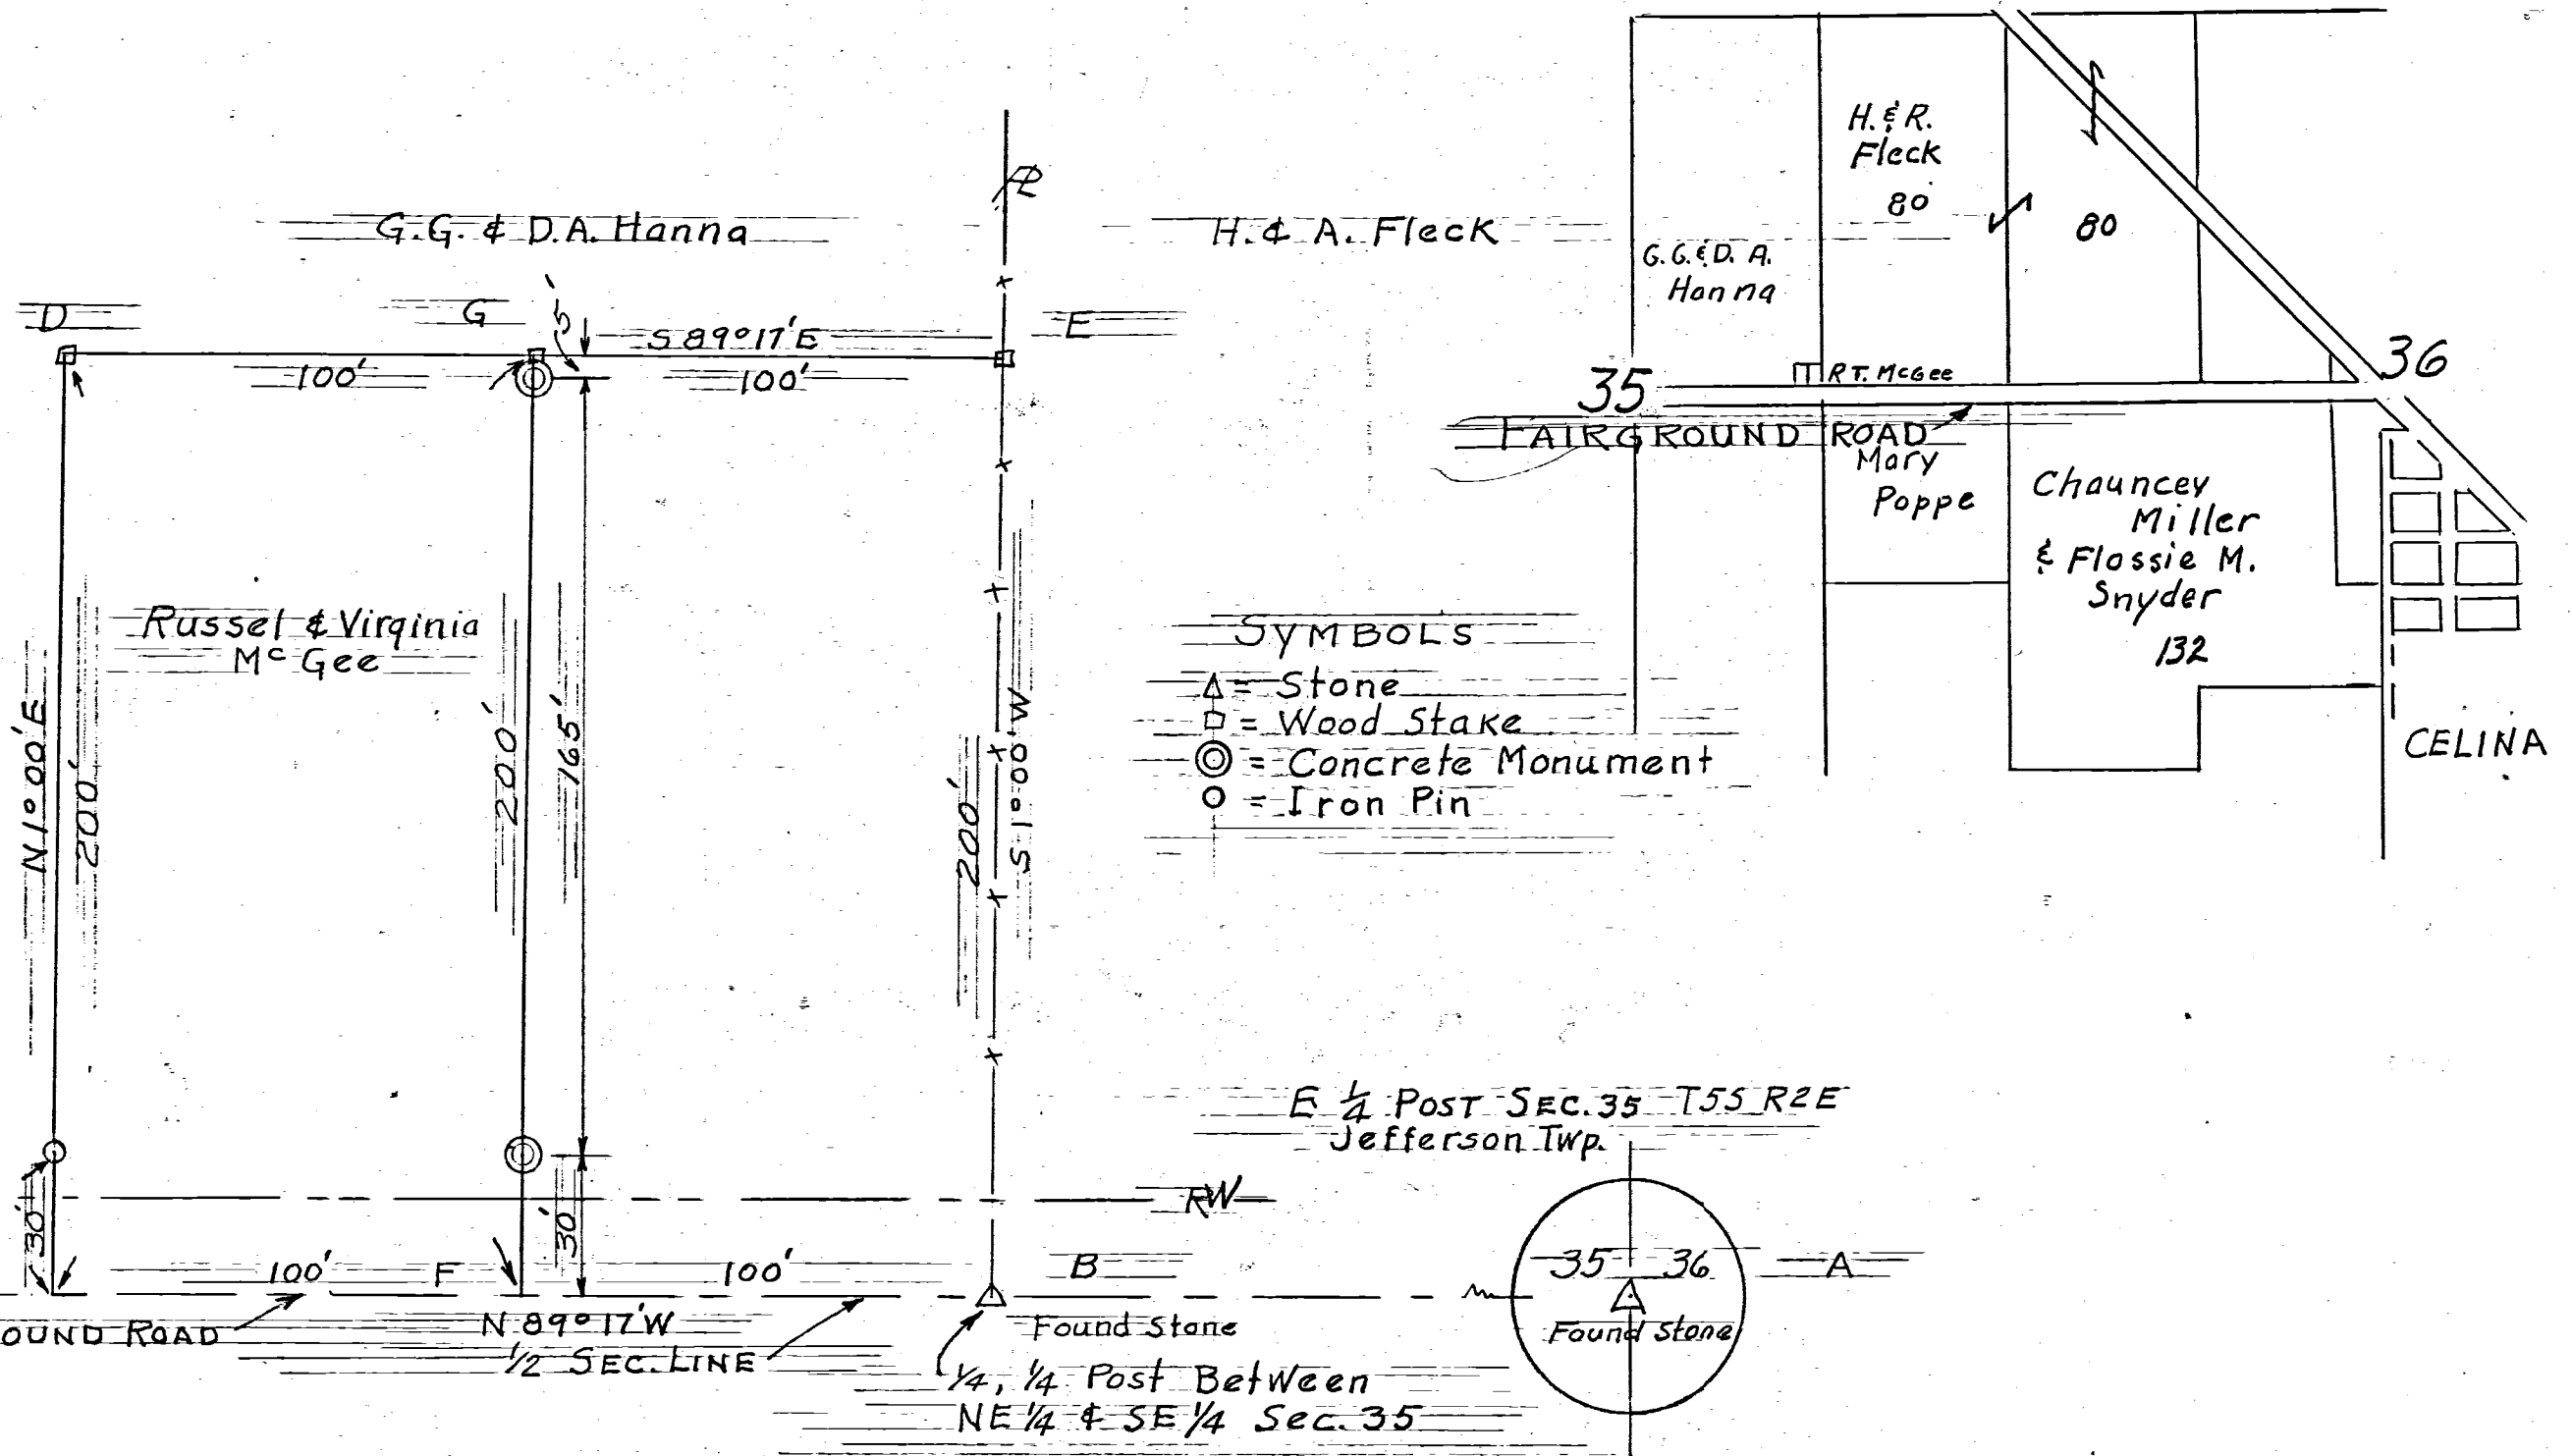 G.G. & D.A. Hanna
H. & A. Fleck
PL
D
G
5'
S 89°17'E
E
100'
100'
Russel & Virginia
McGee
N 1°00'E
200'
200'
165'
200'
S 1°00'W
30'
30'
RW
100'
F
100'
B
OUND ROAD
N 89°17'W
1/2 SEC. LINE
Found Stone
1/4, 1/4 Post Between
NE 1/4 & SE 1/4 Sec. 35
H. & R.
Fleck
80
80
G.G. & D.A.
Hanna
35
R T. McGee
36
FAIRGROUND ROAD
Mary
Poppe
Chauncey
Miller
& Flossie M.
Snyder
132
CELINA
SYMBOLS
△ = Stone
□ = Wood Stake
◎ = Concrete Monument
○ = Iron Pin
E 1/4 POST SEC. 35 T5S R2E
Jefferson Twp.
35 36
A
Found Stone